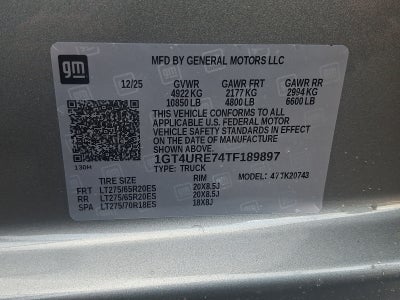 gm
MFD BY GENERAL MOTORS LLC
12/25 GVWR GAWR FRT GAWR RR
4922 KG 2177 KG 2994 KG
10850 LB 4800 LB 6600 LB
THIS VEHICLE CONFORMS TO ALL
APPLICABLE U.S. FEDERAL MOTOR
VEHICLE SAFETY STANDARDS IN EFFECT
ON THE DATE OF MANUFACTURE SHOWN ABOVE.
1GT4URE74TF189897
TYPE: TRUCK MODEL:
TIRE SIZE RIM
FRT LT275/65R20ES 20X8.5J
RR LT275/65R20ES 20X8.5J
SPA LT275/70R18ES 18X8J